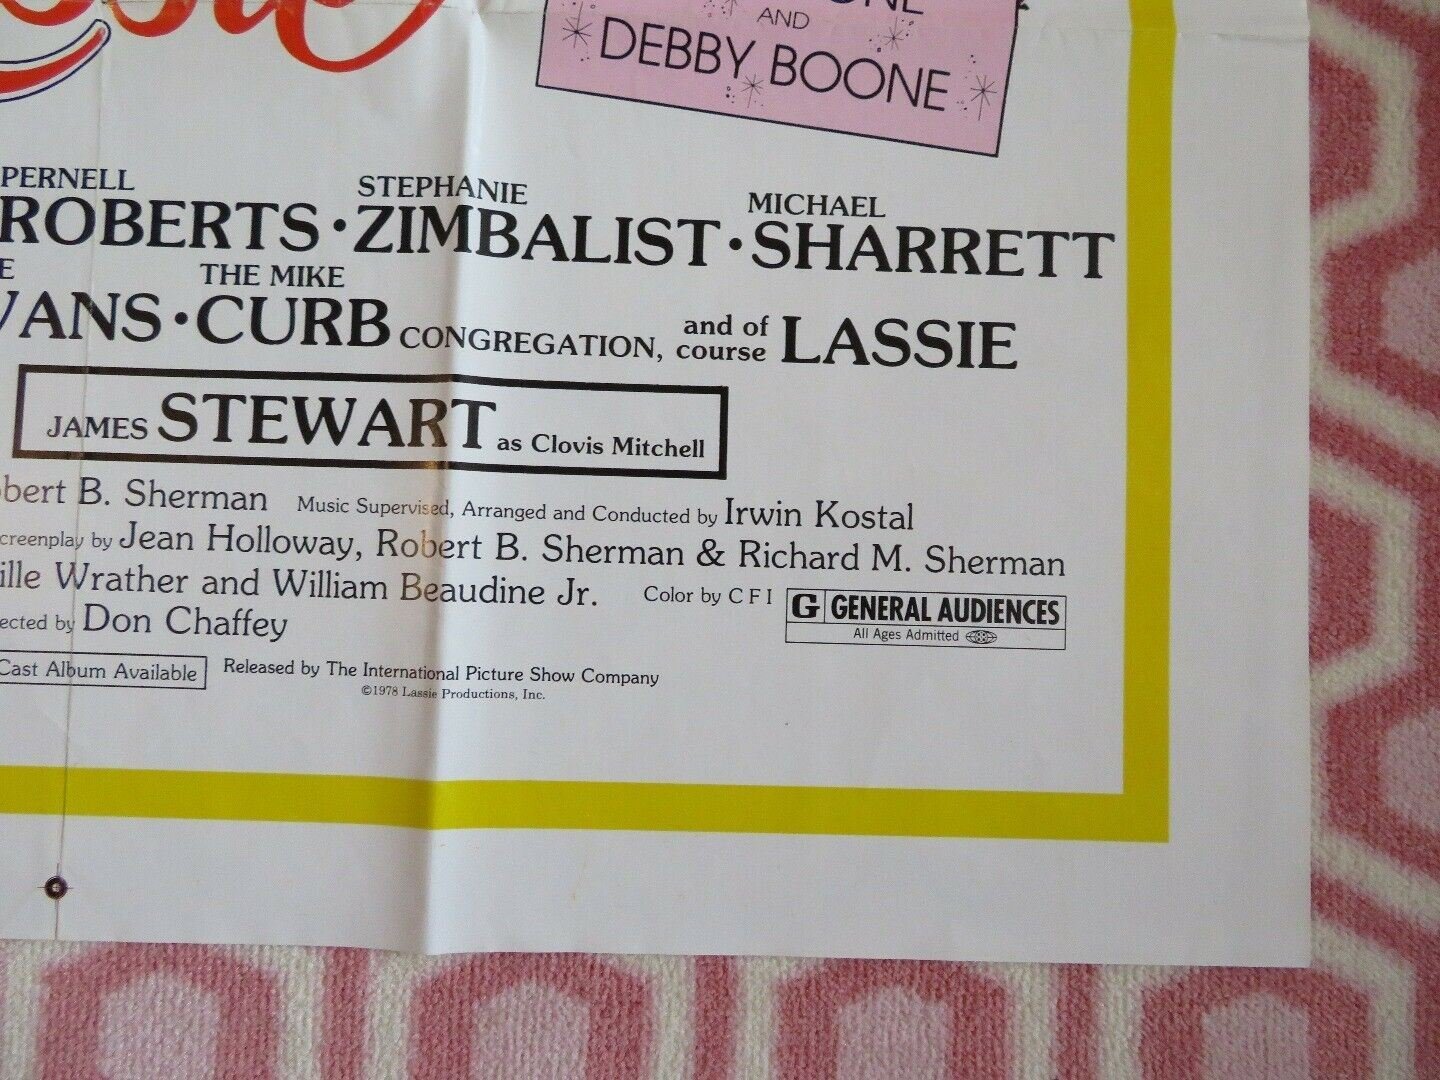 AND
DEBBY BOONE
PERNELL
ROBERTS · STEPHANIE ZIMBALIST · MICHAEL SHARRETT
VANS · THE MIKE CURB CONGREGATION, and of course LASSIE
JAMES STEWART as Clovis Mitchell
B. Sherman Music Supervised, Arranged and Conducted by Irwin Kostal
creenplay by Jean Holloway, Robert B. Sherman & Richard M. Sherman
ille Wrather and William Beaudine Jr. Color by CFI
G GENERAL AUDIENCES
All Ages Admitted
ected by Don Chaffey
Cast Album Available Released by The International Picture Show Company
©1978 Lassie Productions, Inc.